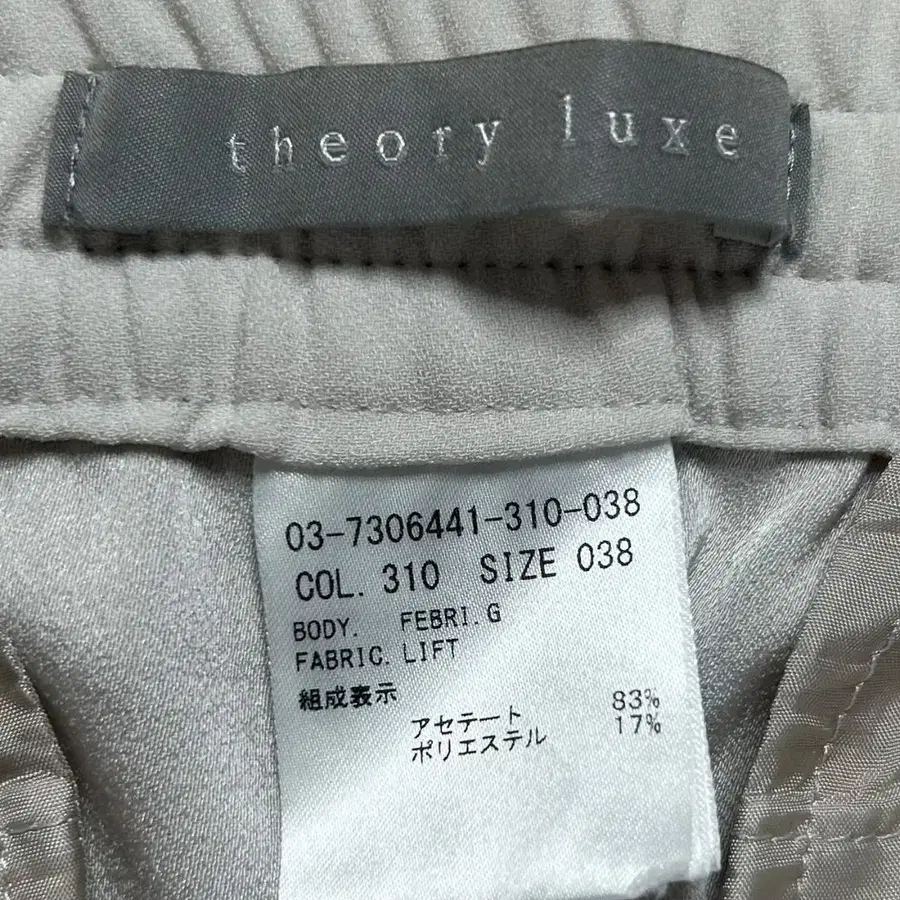 theory luxe
03-7306441-310-038
COL. 310 SIZE 038
BODY. FEBRI.G
FABRIC. LIFT
組成表示
アセテート 83%
ポリエステル 17%